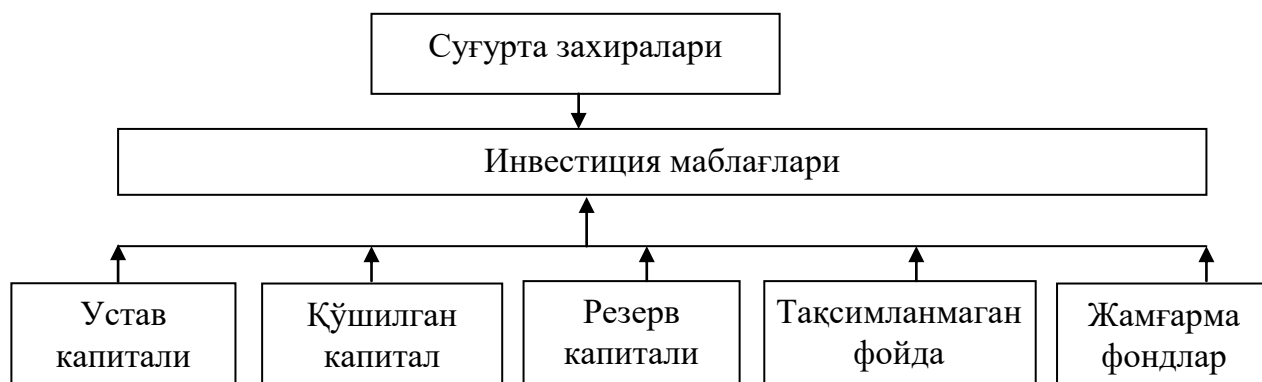 Суғурта захиралари
Инвестиция маблағлари
Устав
капитали
Қўшилган
капитал
Резерв
капитали
Тақсимланмаган
фойда
Жамғарма
фондлар